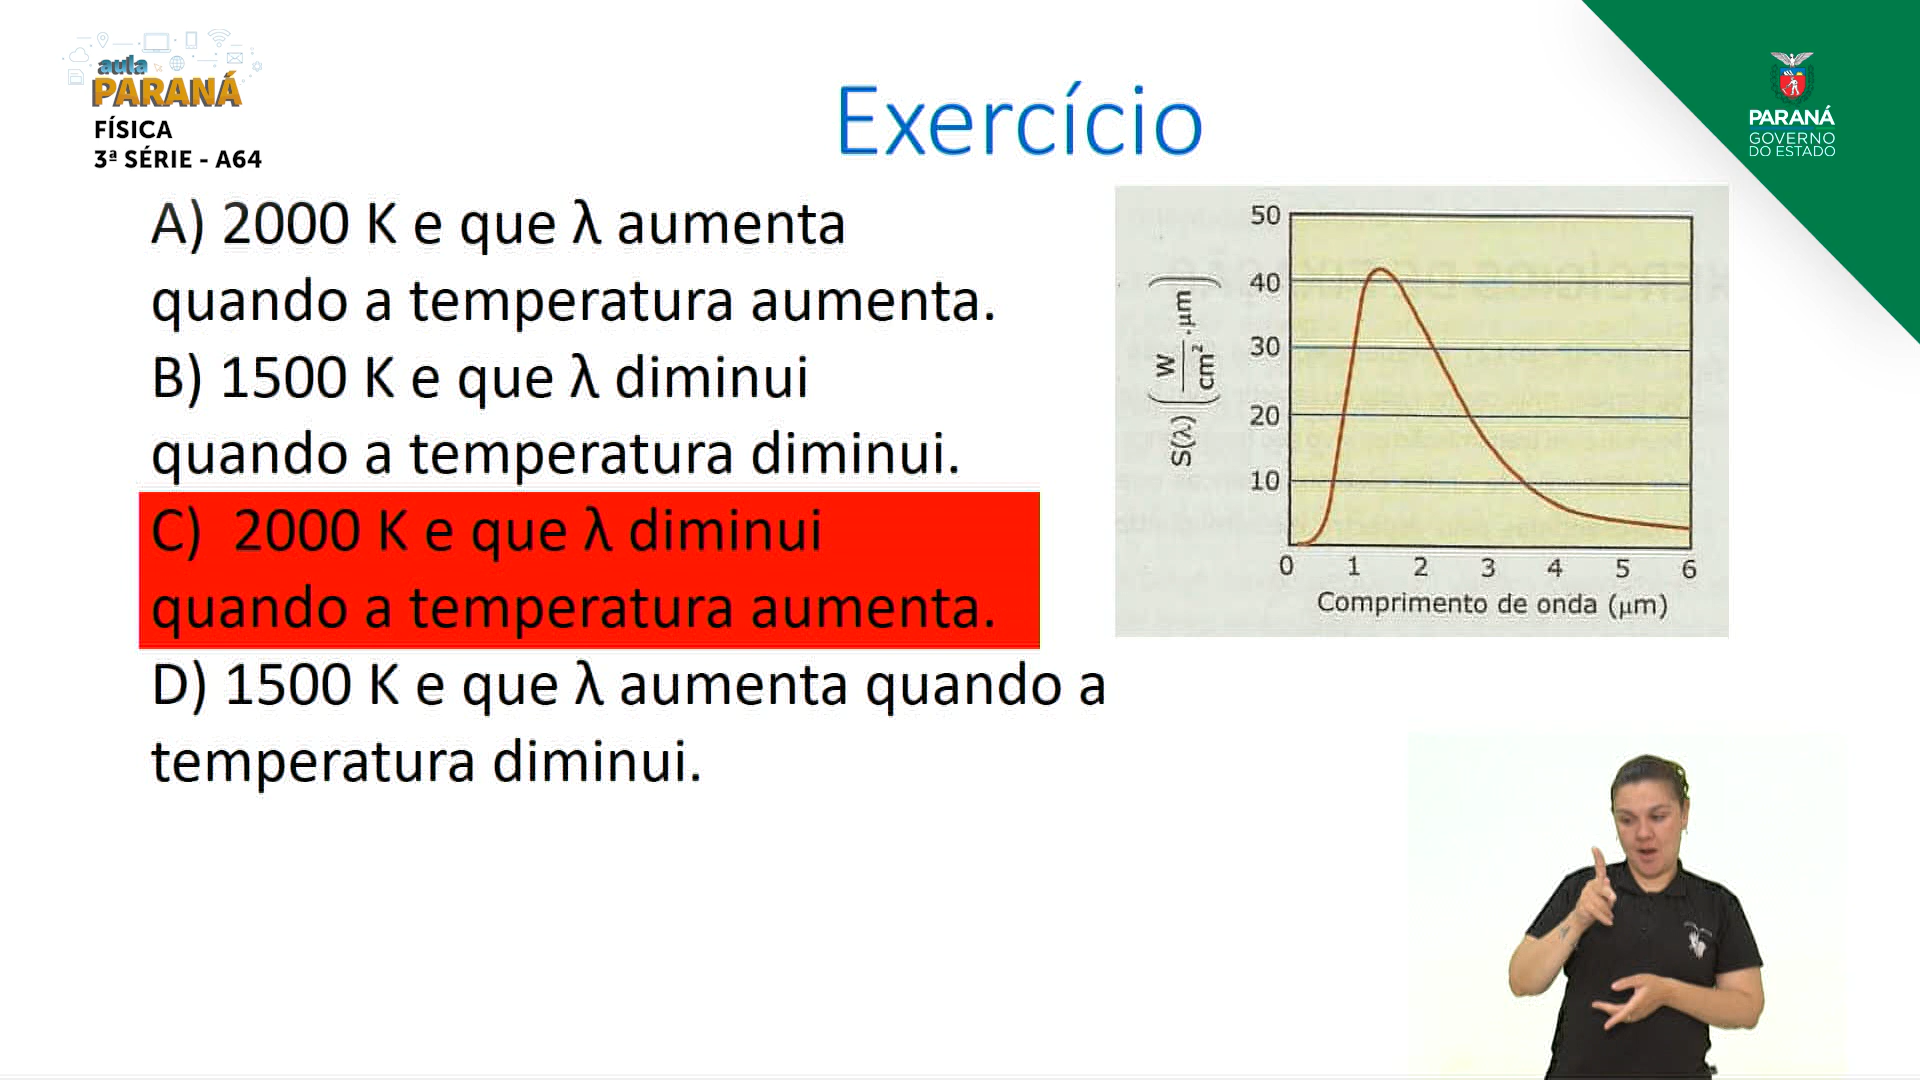 aula
PARANÁ
FÍSICA
3ª SÉRIE - A64
Exercício
PARANÁ
GOVERNO
DO ESTADO
A) 2000 K e que λ aumenta
quando a temperatura aumenta.
B) 1500 K e que λ diminui
quando a temperatura diminui.
C) 2000 K e que λ diminui
quando a temperatura aumenta.
D) 1500 K e que λ aumenta quando a
temperatura diminui.
S(λ) (W/cm² . μm)
50
40
30
20
10
0 1 2 3 4 5 6
Comprimento de onda (μm)